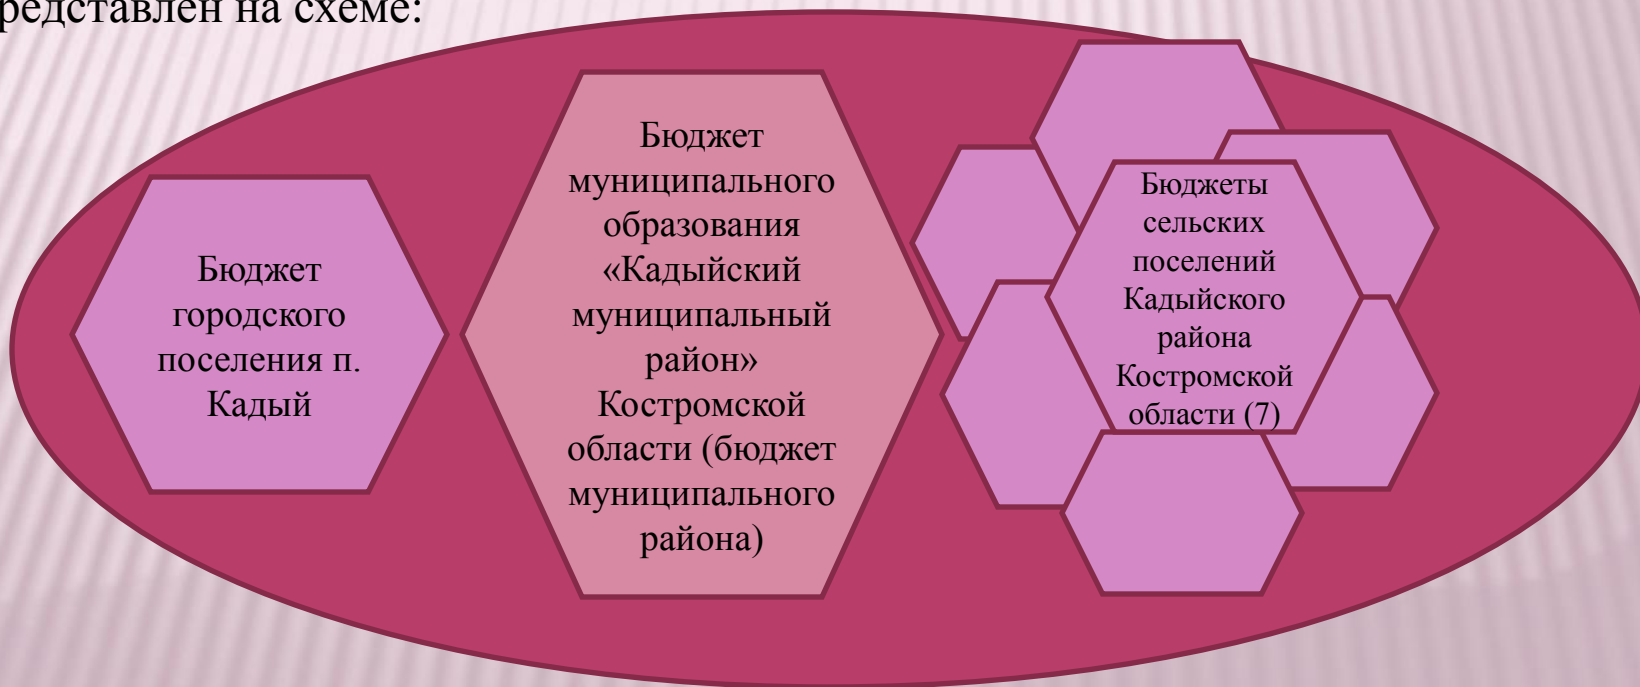 редставлен на схеме:
Бюджет
городского
поселения п.
Кадый
Бюджет
муниципального
образования
«Кадыйский
муниципальный
район»
Костромской
области (бюджет
муниципального
района)
Бюджеты
сельских
поселений
Кадыйского
района
Костромской
области (7)